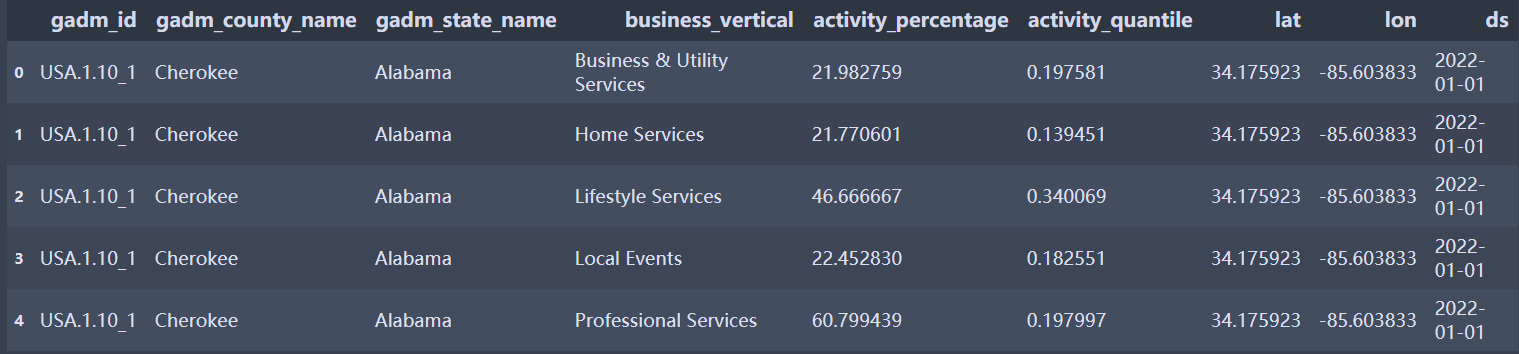 gadm_id gadm_county_name gadm_state_name business_vertical activity_percentage activity_quantile lat lon ds
0 USA.1.10_1 Cherokee Alabama Business & Utility Services 21.982759 0.197581 34.175923 -85.603833 2022-01-01
1 USA.1.10_1 Cherokee Alabama Home Services 21.770601 0.139451 34.175923 -85.603833 2022-01-01
2 USA.1.10_1 Cherokee Alabama Lifestyle Services 46.666667 0.340069 34.175923 -85.603833 2022-01-01
3 USA.1.10_1 Cherokee Alabama Local Events 22.452830 0.182551 34.175923 -85.603833 2022-01-01
4 USA.1.10_1 Cherokee Alabama Professional Services 60.799439 0.197997 34.175923 -85.603833 2022-01-01